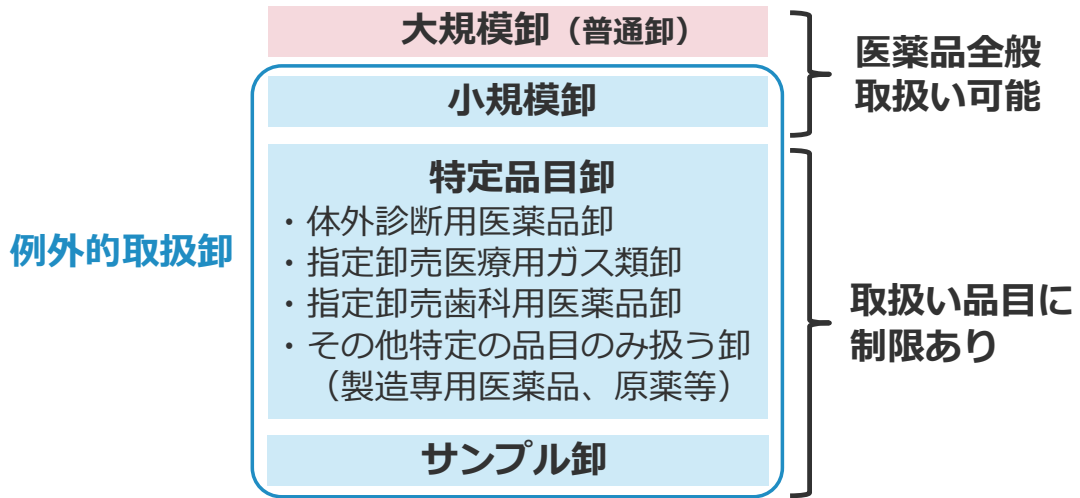 大規模卸（普通卸）
医薬品全般
取扱い可能
小規模卸
特定品目卸
・体外診断用医薬品卸
・指定卸売医療用ガス類卸
・指定卸売歯科用医薬品卸
・その他特定の品目のみ扱う卸
（製造専用医薬品、原薬等）
例外的取扱卸
取扱い品目に
制限あり
サンプル卸